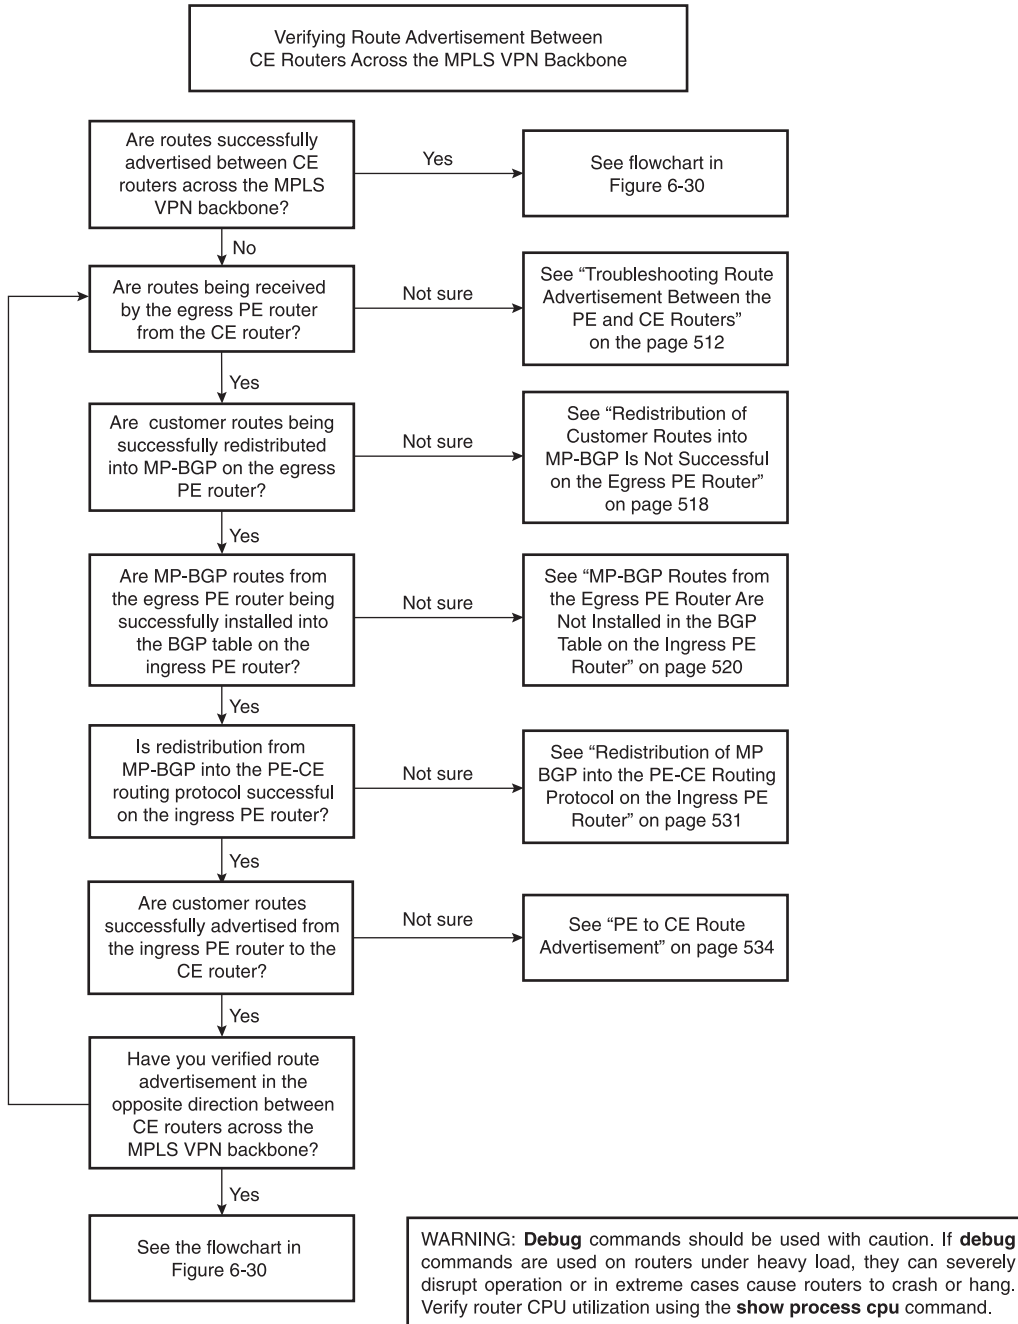 Verifying Route Advertisement Between
CE Routers Across the MPLS VPN Backbone
Are routes successfully
advertised between CE
routers across the MPLS
VPN backbone?
Yes
See flowchart in
Figure 6-30
No
Are routes being received
by the egress PE router
from the CE router?
Not sure
See “Troubleshooting Route
Advertisement Between the
PE and CE Routers”
on the page 512
Yes
Are customer routes being
successfully redistributed
into MP-BGP on the egress
PE router?
Not sure
See “Redistribution of
Customer Routes into
MP-BGP Is Not Successful
on the Egress PE Router”
on page 518
Yes
Are MP-BGP routes from
the egress PE router being
successfully installed into
the BGP table on the
ingress PE router?
Not sure
See “MP-BGP Routes from
the Egress PE Router Are
Not Installed in the BGP
Table on the Ingress PE
Router” on page 520
Yes
Is redistribution from
MP-BGP into the PE-CE
routing protocol successful
on the ingress PE router?
Not sure
See “Redistribution of MP
BGP into the PE-CE Routing
Protocol on the Ingress PE
Router” on page 531
Yes
Are customer routes
successfully advertised from
the ingress PE router to the
CE router?
Not sure
See “PE to CE Route
Advertisement” on page 534
Yes
Have you verified route
advertisement in the
opposite direction between
CE routers across the
MPLS VPN backbone?
Yes
See the flowchart in
Figure 6-30
WARNING: Debug commands should be used with caution. If debug
commands are used on routers under heavy load, they can severely
disrupt operation or in extreme cases cause routers to crash or hang.
Verify router CPU utilization using the show process cpu command.